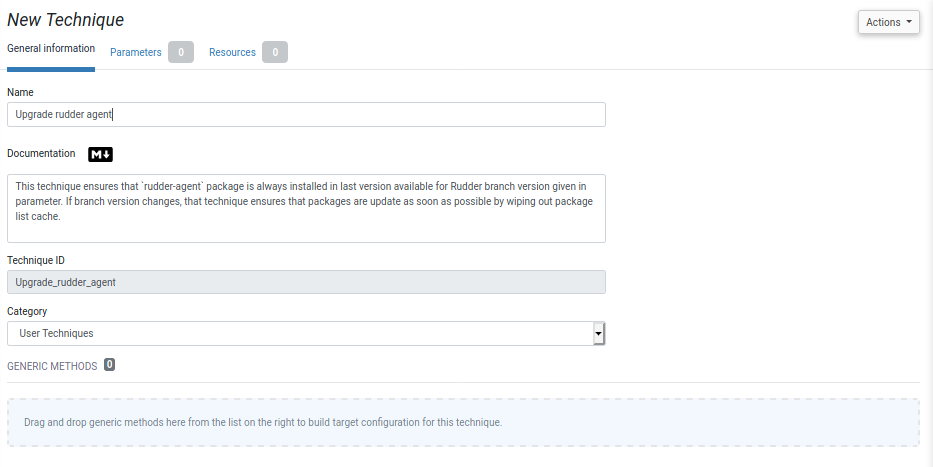 New Technique
Actions
General information
Parameters 0
Resources 0
Name
Upgrade rudder agent
Documentation M
This technique ensures that `rudder-agent` package is always installed in last version available for Rudder branch version given in
parameter. If branch version changes, that technique ensures that packages are update as soon as possible by wiping out package
list cache.
Technique ID
Upgrade_rudder_agent
Category
User Techniques
GENERIC METHODS 0
Drag and drop generic methods here from the list on the right to build target configuration for this technique.